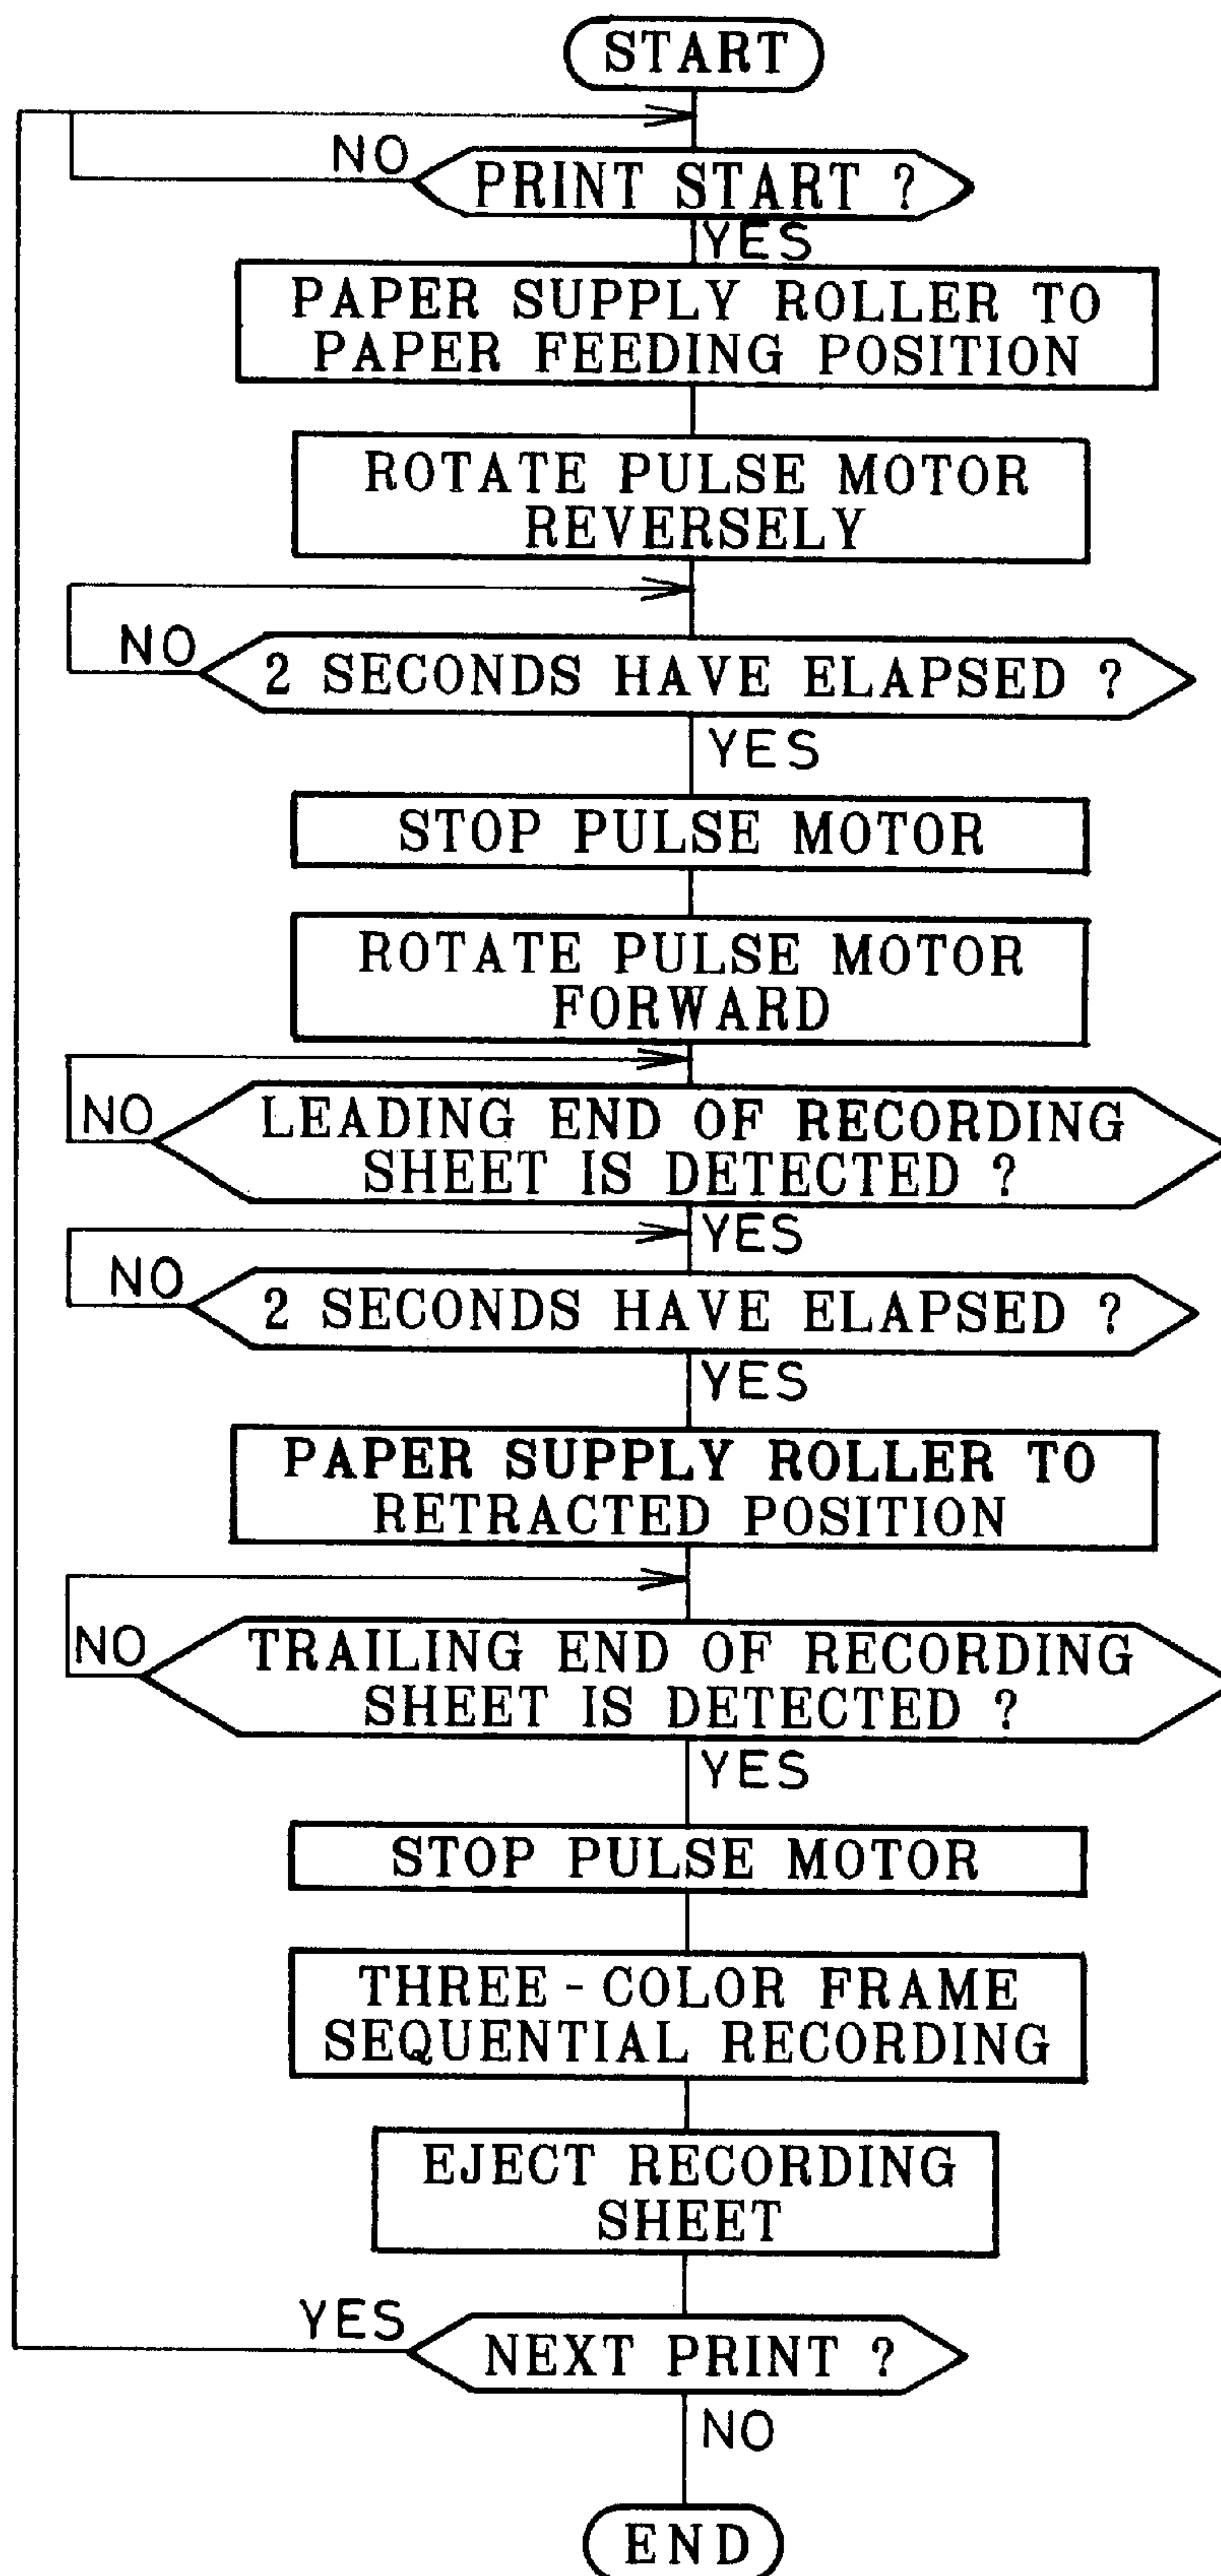 START
NO
PRINT START ?
YES
PAPER SUPPLY ROLLER TO
PAPER FEEDING POSITION
ROTATE PULSE MOTOR
REVERSELY
NO
2 SECONDS HAVE ELAPSED ?
YES
STOP PULSE MOTOR
ROTATE PULSE MOTOR
FORWARD
NO
LEADING END OF RECORDING
SHEET IS DETECTED ?
YES
NO
2 SECONDS HAVE ELAPSED ?
YES
PAPER SUPPLY ROLLER TO
RETRACTED POSITION
NO
TRAILING END OF RECORDING
SHEET IS DETECTED ?
YES
STOP PULSE MOTOR
THREE - COLOR FRAME
SEQUENTIAL RECORDING
EJECT RECORDING
SHEET
YES
NEXT PRINT ?
NO
END